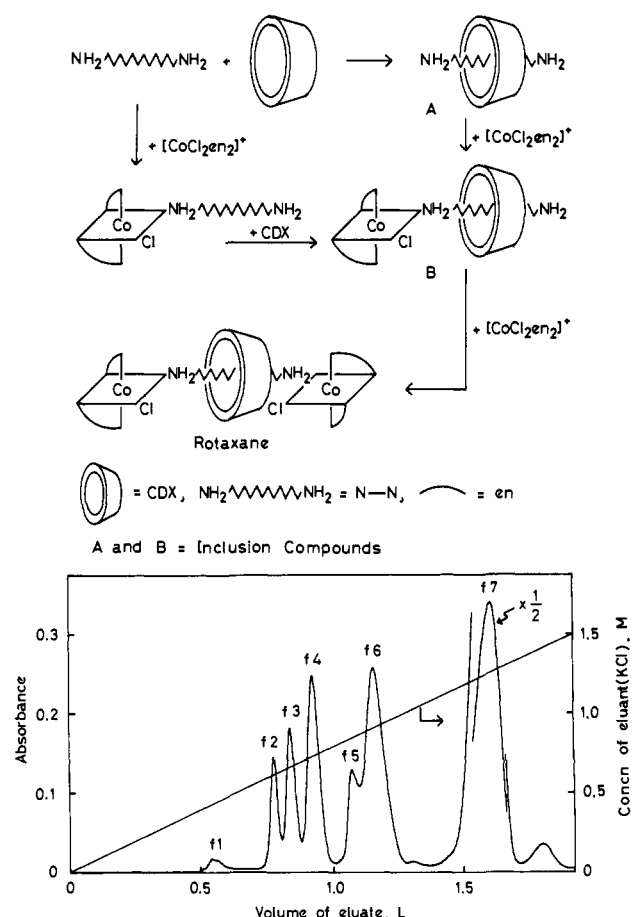 NH2 NH2 + A NH2 NH2
+ [CoCl2en2]+ + [CoCl2en2]+
Co Cl NH2 NH2 + CDX Co Cl NH2 NH2
B
+ [CoCl2en2]+
Co Cl NH2 NH2 Cl Co
Rotaxane
= CDX, NH2 NH2 = N—N, = en
A and B = Inclusion Compounds
Absorbance
0.3
0.2
0.1
0
f1
f2
f3
f4
f5
f6
f7
x 1/2
1.5
1.0
0.5
0
Concn of eluant(KCl), M
0 0.5 1.0 1.5
Volume of eluate, L